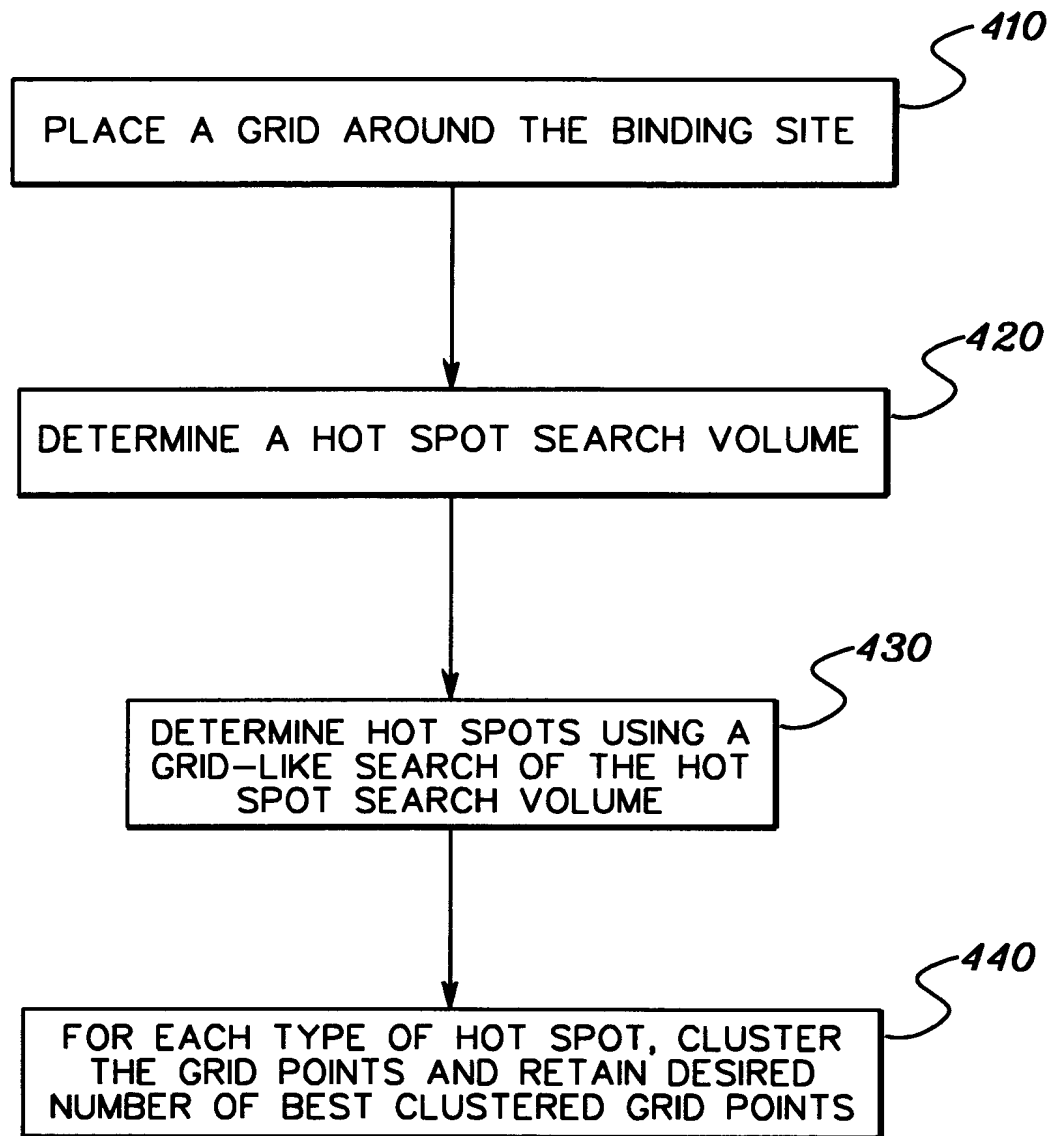 410
PLACE A GRID AROUND THE BINDING SITE
420
DETERMINE A HOT SPOT SEARCH VOLUME
430
DETERMINE HOT SPOTS USING A
GRID-LIKE SEARCH OF THE HOT
SPOT SEARCH VOLUME
440
FOR EACH TYPE OF HOT SPOT, CLUSTER
THE GRID POINTS AND RETAIN DESIRED
NUMBER OF BEST CLUSTERED GRID POINTS